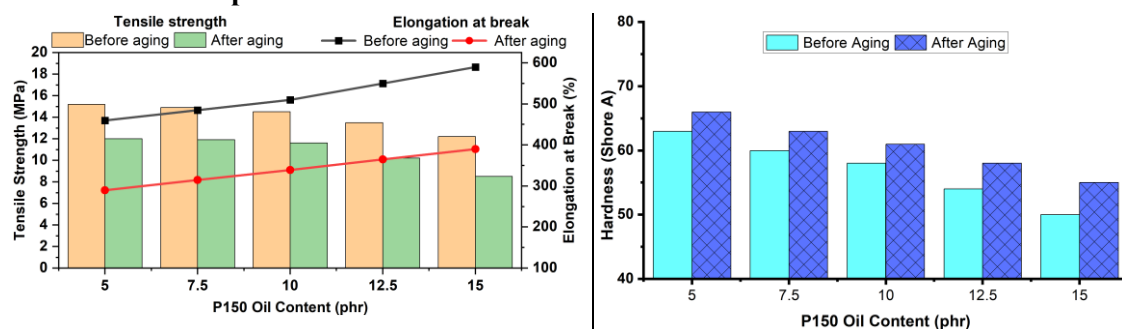 Tensile strength
Elongation at break
Before aging
After aging
Before aging
After aging
20
18
16
14
12
10
8
6
4
2
0
Tensile Strength (MPa)
600
500
400
300
200
100
Elongation at Break (%)
5
7.5
10
12.5
15
P150 Oil Content (phr)
Before Aging
After Aging
80
70
60
50
40
Hardness (Shore A)
5
7.5
10
12.5
15
P150 Oil Content (phr)